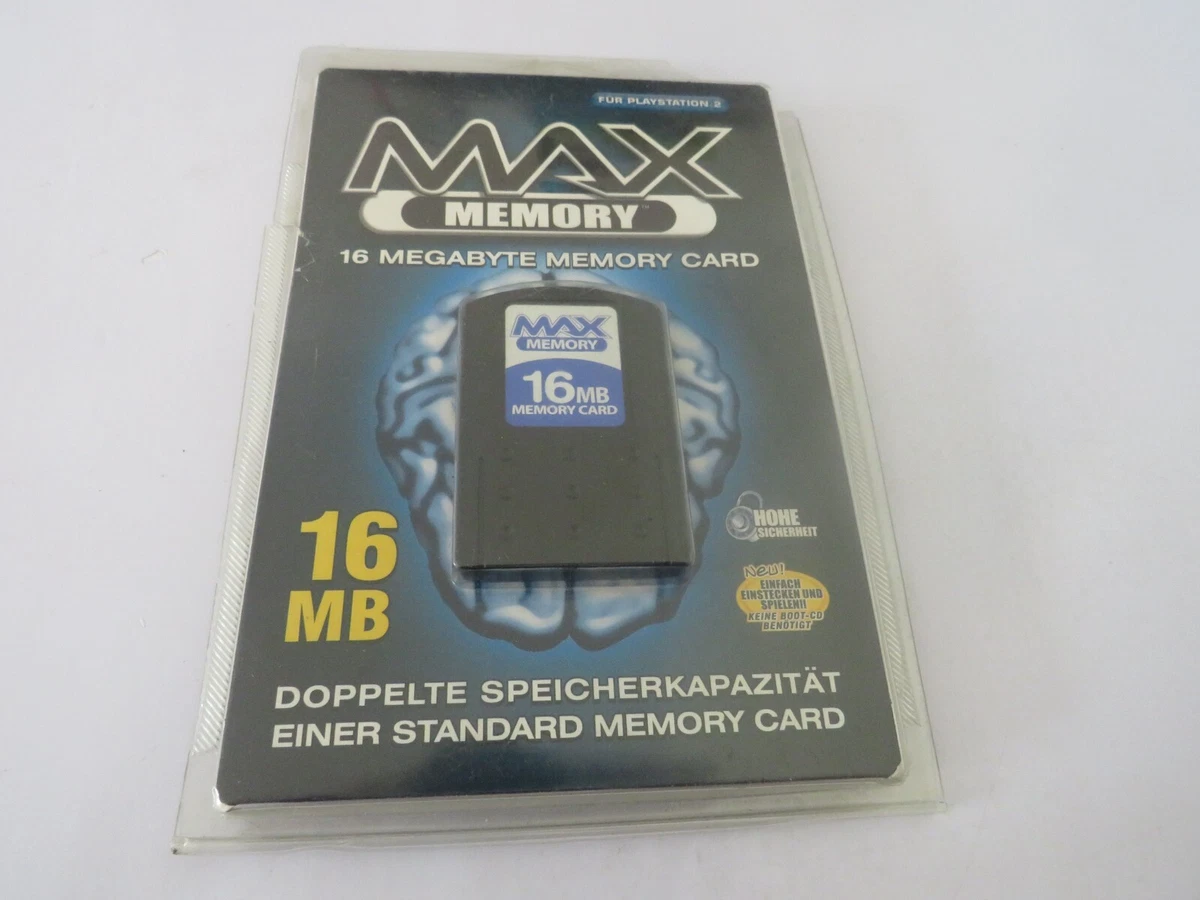 FÜR PLAYSTATION 2
MAX
MEMORY™
16 MEGABYTE MEMORY CARD
MAX
MEMORY
16MB
MEMORY CARD
16
MB
HOHE
SICHERHEIT
Neu!
EINFACH
EINSTECKEN UND
SPIELEN!!
KEINE BOOT-CD
BENÖTIGT
DOPPELTE SPEICHERKAPAZITÄT
EINER STANDARD MEMORY CARD